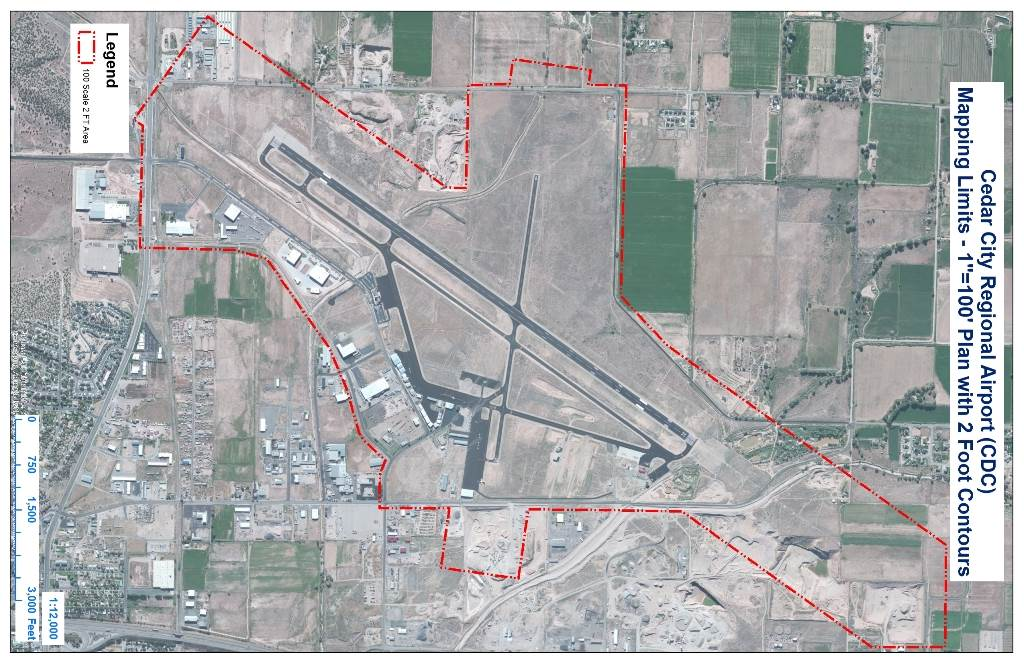 Cedar City Regional Airport (CDC)
Mapping Limits - 1"=100' Plan with 2 Foot Contours
Legend
100 Scale 2 FT Area
0 750 1,500 3,000 Feet
1:12,000